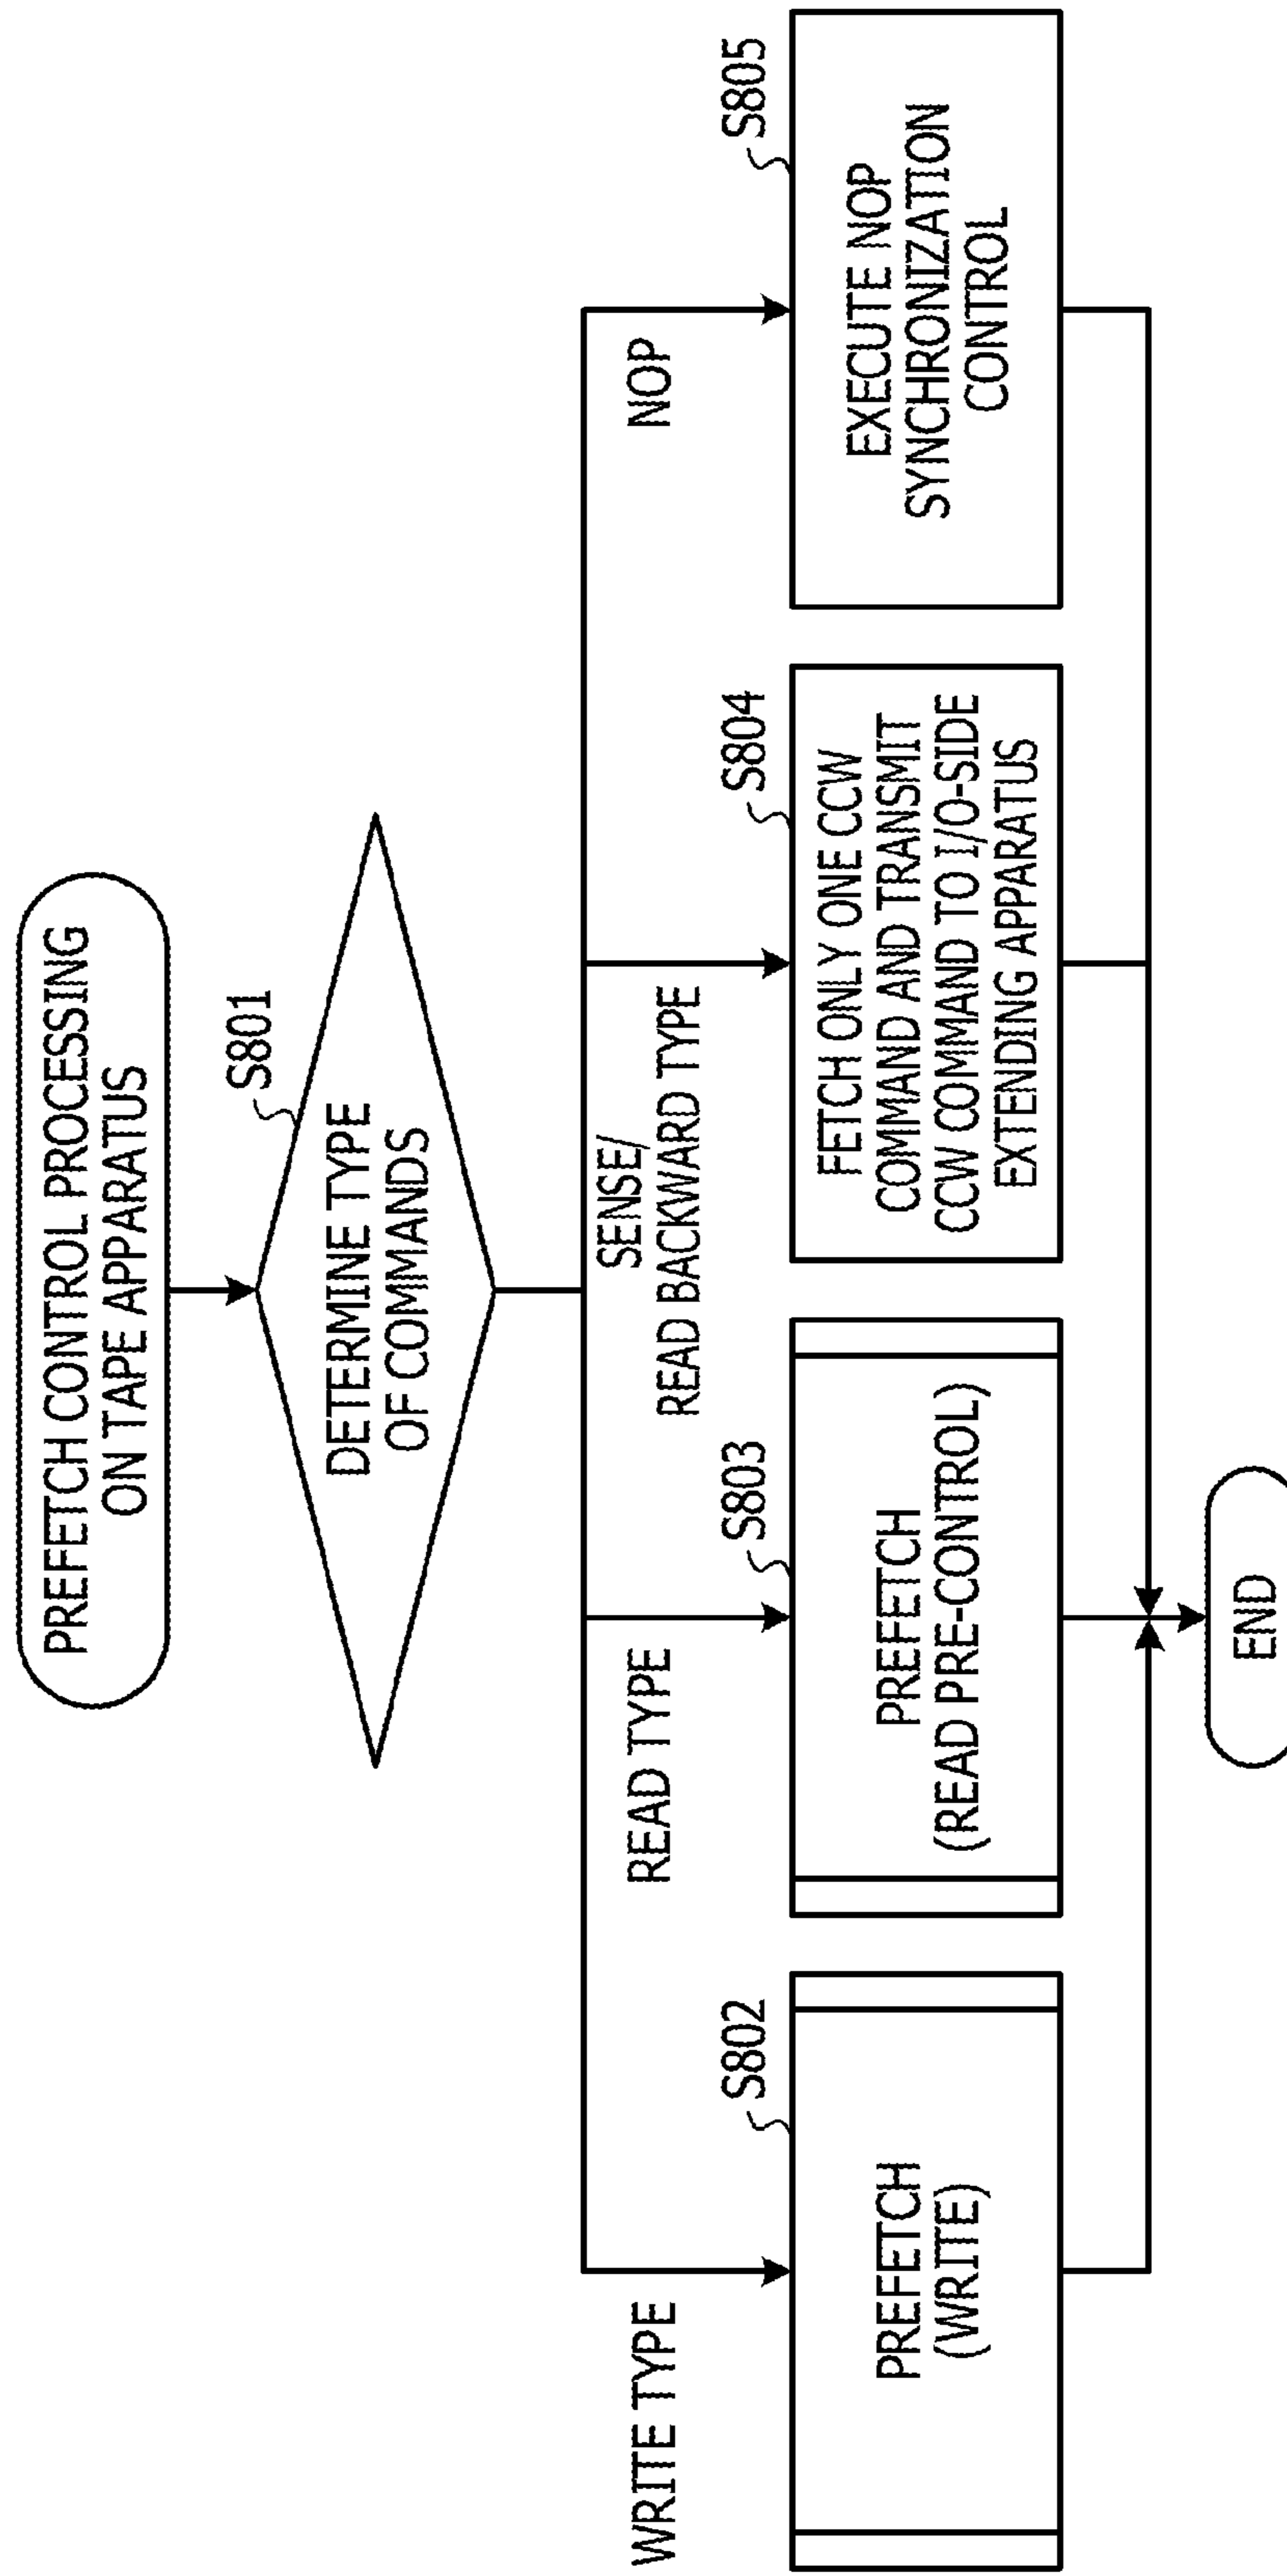 PREFETCH CONTROL PROCESSING
ON TAPE APPARATUS
S801
DETERMINE TYPE
OF COMMANDS
WRITE TYPE
READ TYPE
SENSE/
READ BACKWARD TYPE
NOP
S802
PREFETCH
(WRITE)
S803
PREFETCH
(READ PRE-CONTROL)
S804
FETCH ONLY ONE CCW
COMMAND AND TRANSMIT
CCW COMMAND TO I/O-SIDE
EXTENDING APPARATUS
S805
EXECUTE NOP
SYNCHRONIZATION
CONTROL
END